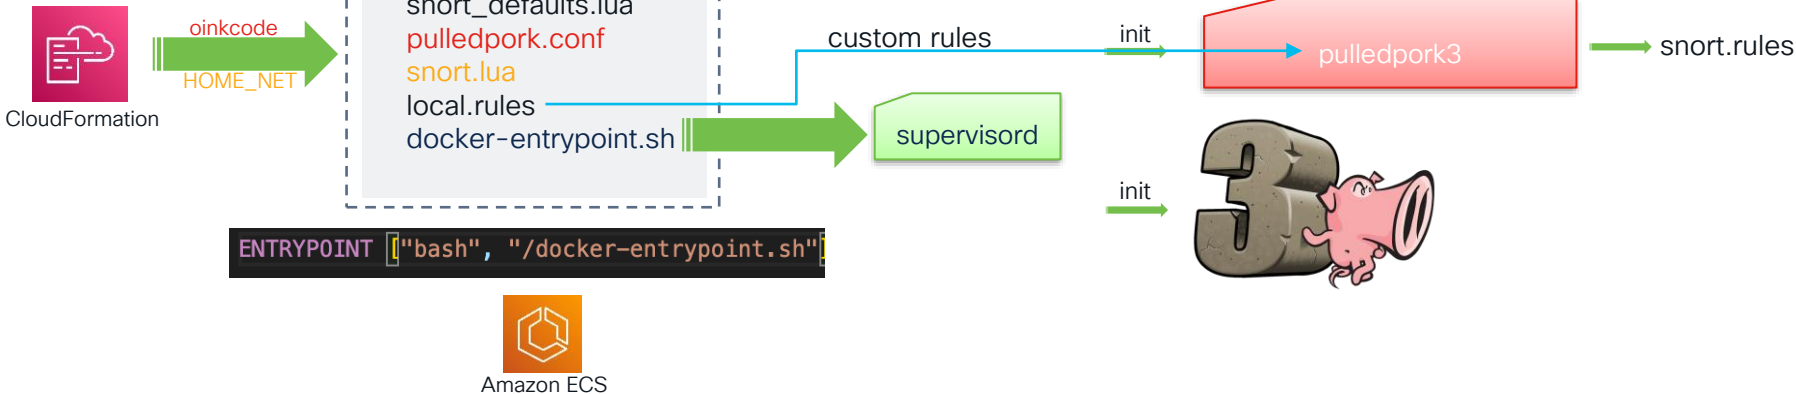 CloudFormation
oinkcode
HOME_NET
snort_defaults.lua
pulledpork.conf
snort.lua
local.rules
docker-entrypoint.sh
custom rules
supervisord
init
pulledpork3
snort.rules
init
3
ENTRYPOINT ["bash", "/docker-entrypoint.sh"]
Amazon ECS